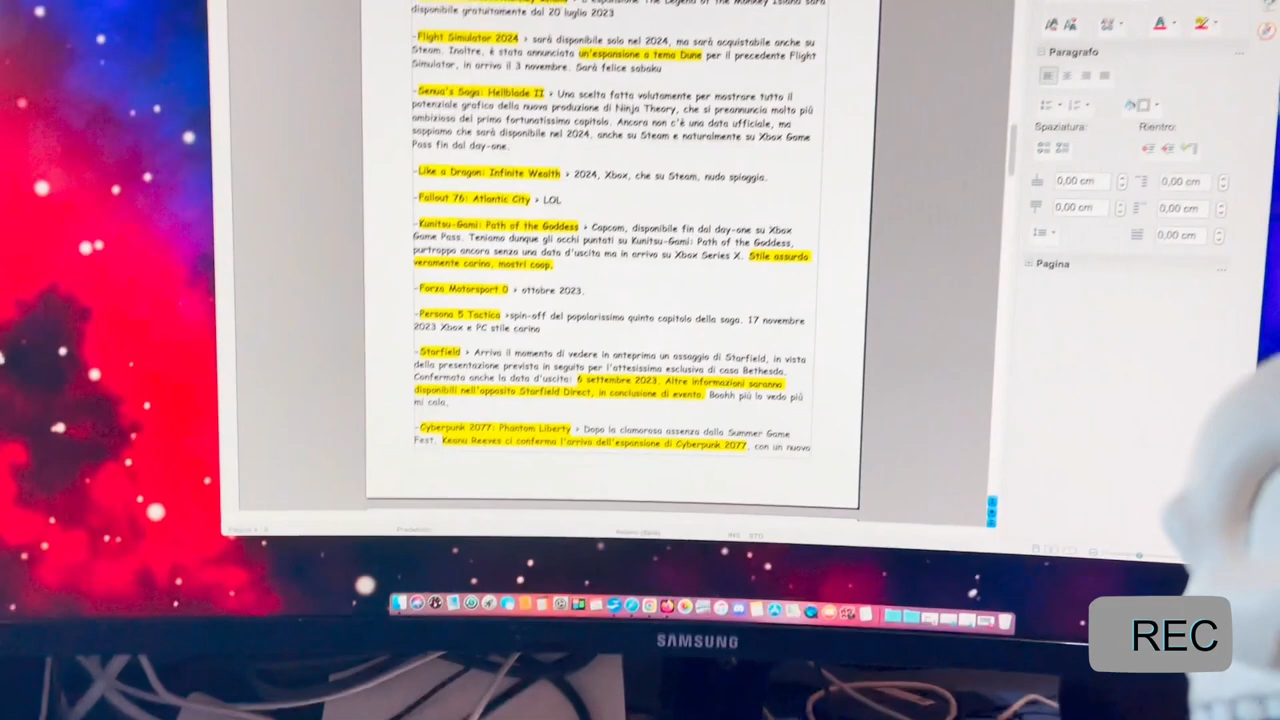 disponibile gratuitamente dal 20 luglio 2023
-Flight Simulator 2024 > sarà disponibile solo nel 2024, ma sarà acquistabile anche su
Steam. Inoltre, è stata annunciata un'espansione a tema Dune per il precedente Flight
Simulator, in arrivo il 3 novembre. Sarà felice sabaku
-Senua's Saga: Hellblade II > Una scelta fatta volutamente per mostrare tutto il
potenziale grafico della nuova produzione di Ninja Theory, che si preannuncia molto più
ambiziosa del primo fortunatissimo capitolo. Ancora non c'è una data ufficiale, ma
sappiamo che sarà disponibile nel 2024, anche su Steam e naturalmente su Xbox Game
Pass fin dal day-one.
-Like a Dragon: Infinite Wealth > 2024, Xbox, che su Steam, nudo spiaggia.
-Fallout 76: Atlantic City > LOL
-Kunitsu-Gami: Path of the Goddess > Capcom, disponibile fin dal day-one su Xbox
Game Pass. Teniamo dunque gli occhi puntati su Kunitsu-Gami: Path of the Goddess,
purtroppo ancora senza una data d'uscita ma in arrivo su Xbox Series X. Stile assurdo
veramente carino, mostri coop.
-Forza Motorsport 0 > ottobre 2023.
-Persona 5 Tactica >spin-off del popolarissimo quinto capitolo della saga. 17 novembre
2023 Xbox e PC stile carino
-Starfield > Arriva il momento di vedere in anteprima un assaggio di Starfield, in vista
della presentazione prevista in seguito per l'attesissima esclusiva di casa Bethesda.
Confermata anche la data d'uscita: 6 settembre 2023. Altre informazioni saranno
disponibili nell'apposito Starfield Direct, in conclusione di evento. Boohh più lo vedo più
mi cala.
-Cyberpunk 2077: Phantom Liberty > Dopo la clamorosa assenza dalla Summer Game
Fest, Keanu Reeves ci conferma l'arrivo dell'espansione di Cyberpunk 2077, con un nuovo
Paragrafo
Spaziatura: Rientro:
0,00 cm 0,00 cm
0,00 cm 0,00 cm
0,00 cm
Pagina
SAMSUNG
REC